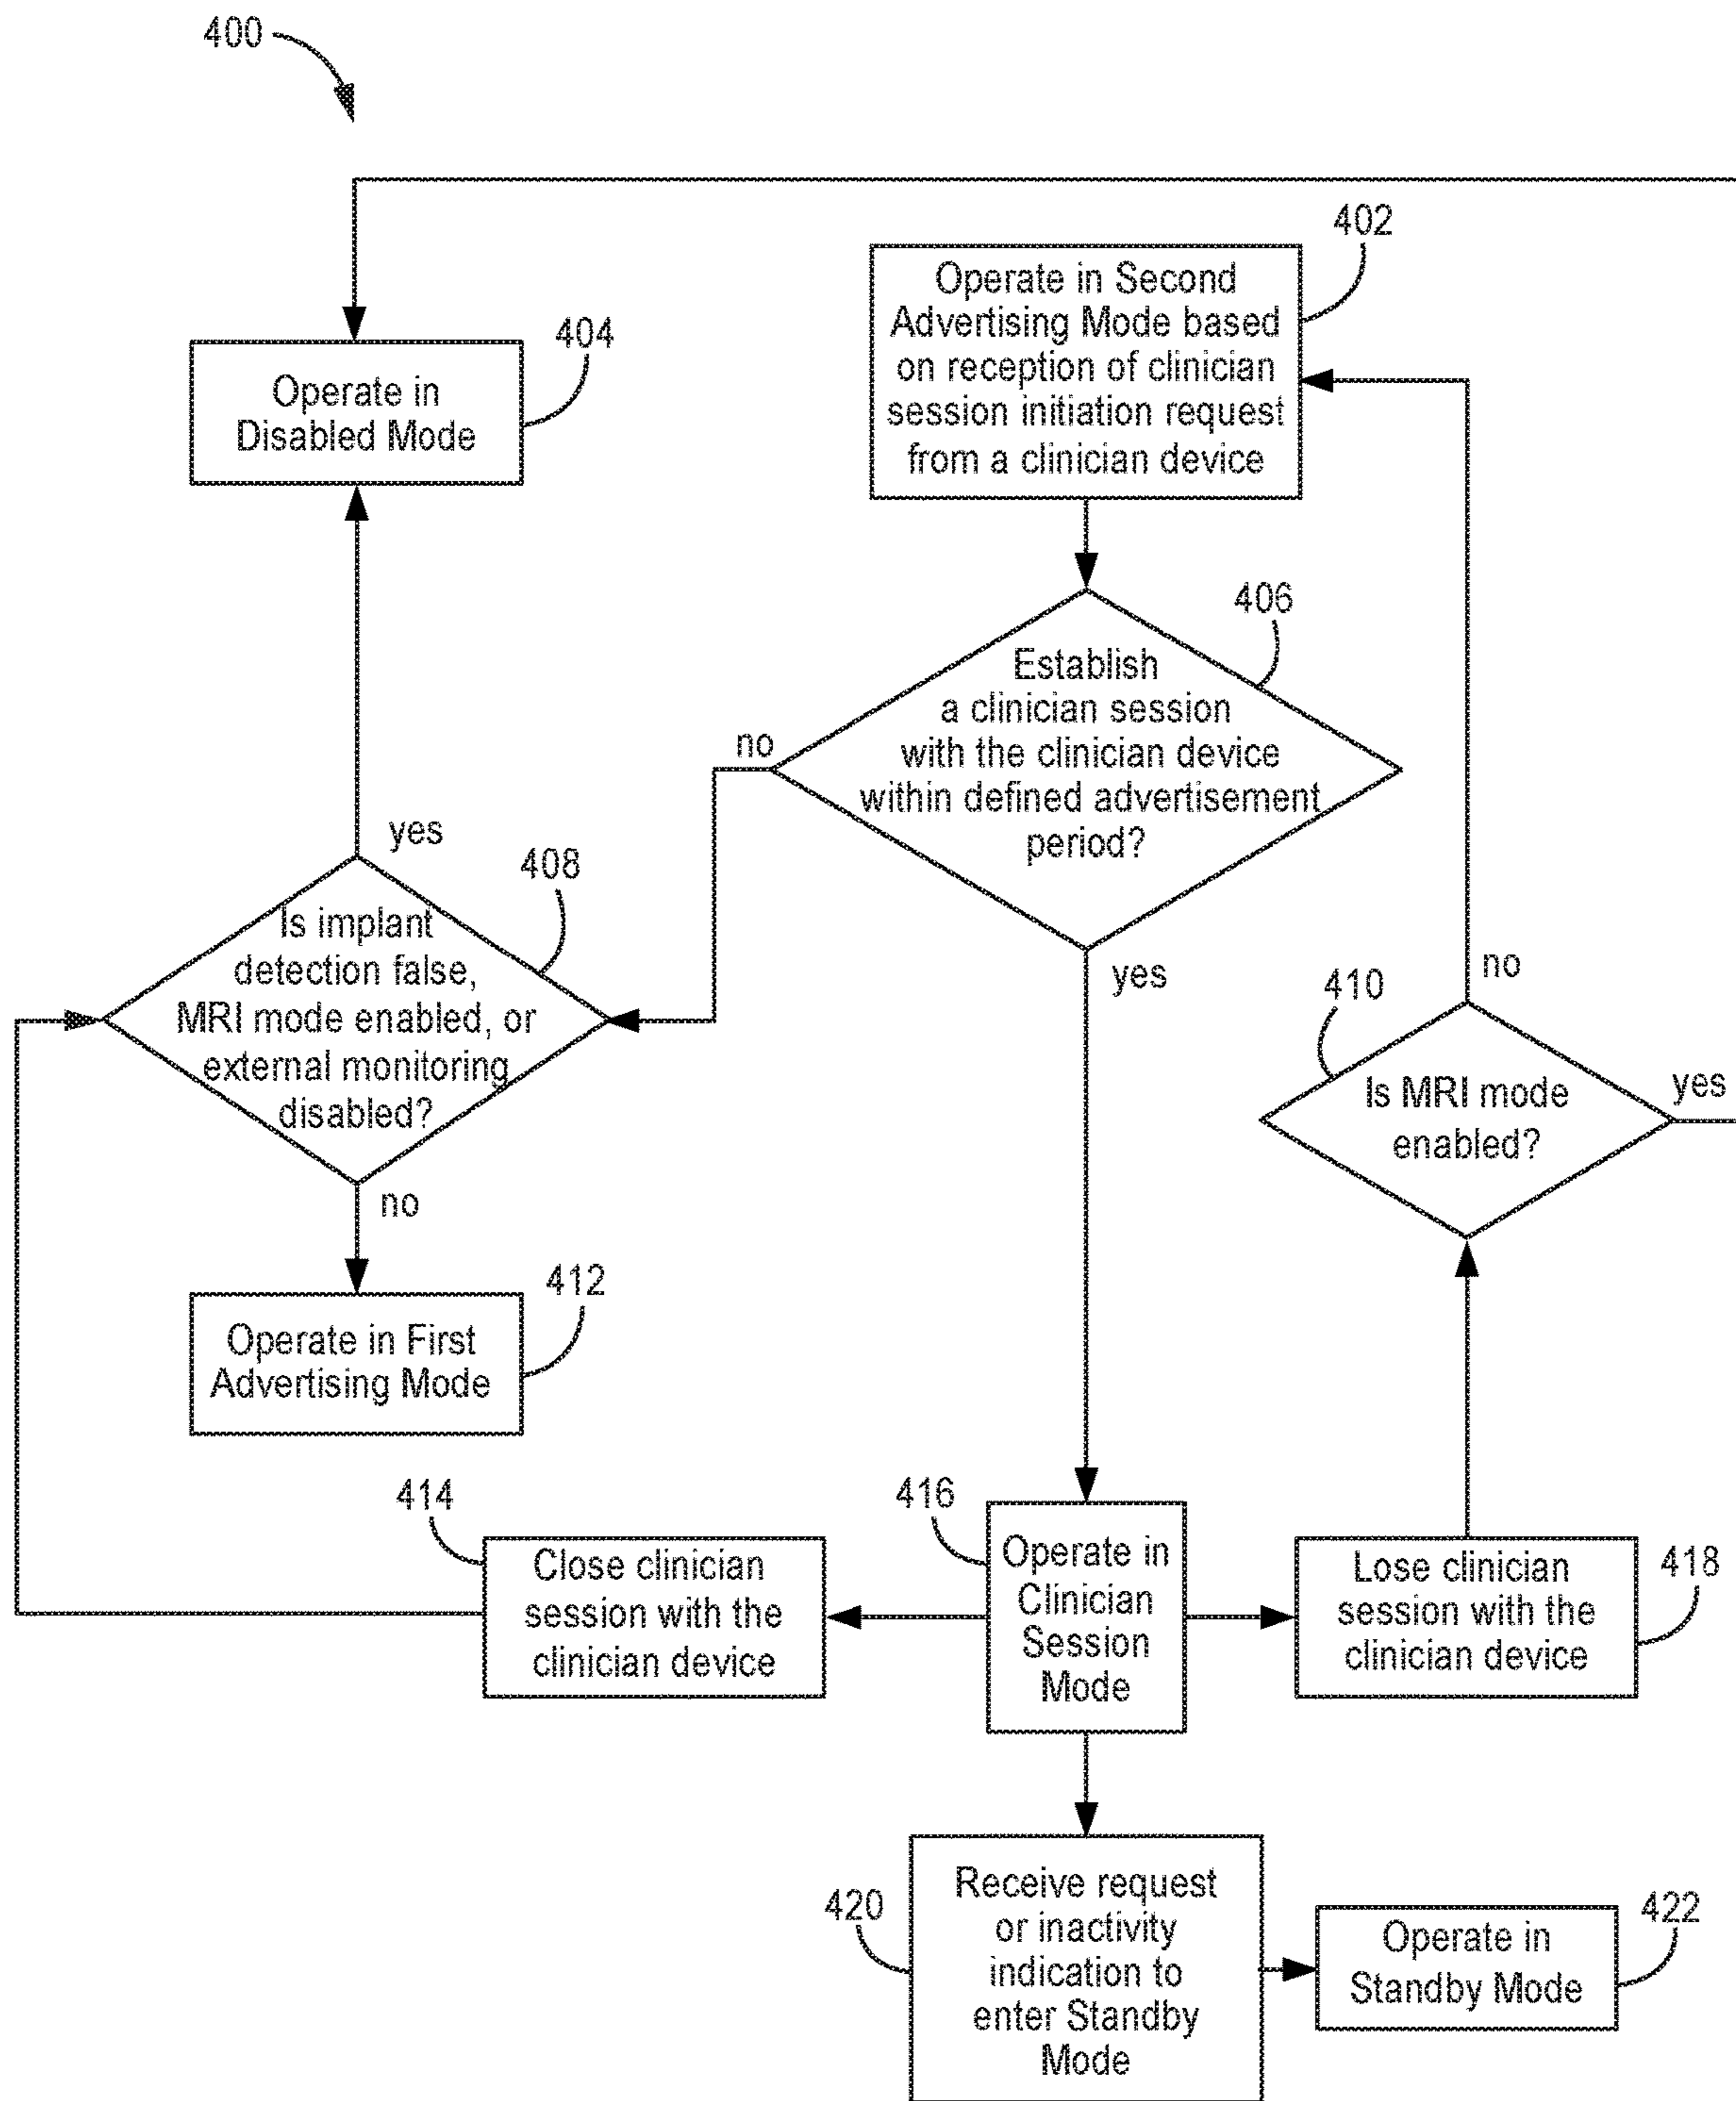 400
402
Operate in Second
Advertising Mode based
on reception of clinician
session initiation request
from a clinician device
404
Operate in
Disabled Mode
406
Establish
a clinician session
with the clinician device
within defined advertisement
period?
no
yes
yes
408
Is implant
detection false,
MRI mode enabled, or
external monitoring
disabled?
no
410
no
Is MRI mode
enabled?
yes
412
Operate in First
Advertising Mode
414
Close clinician
session with the
clinician device
416
Operate in
Clinician
Session
Mode
Lose clinician
session with the
clinician device
418
420
Receive request
or inactivity
indication to
enter Standby
Mode
422
Operate in
Standby Mode